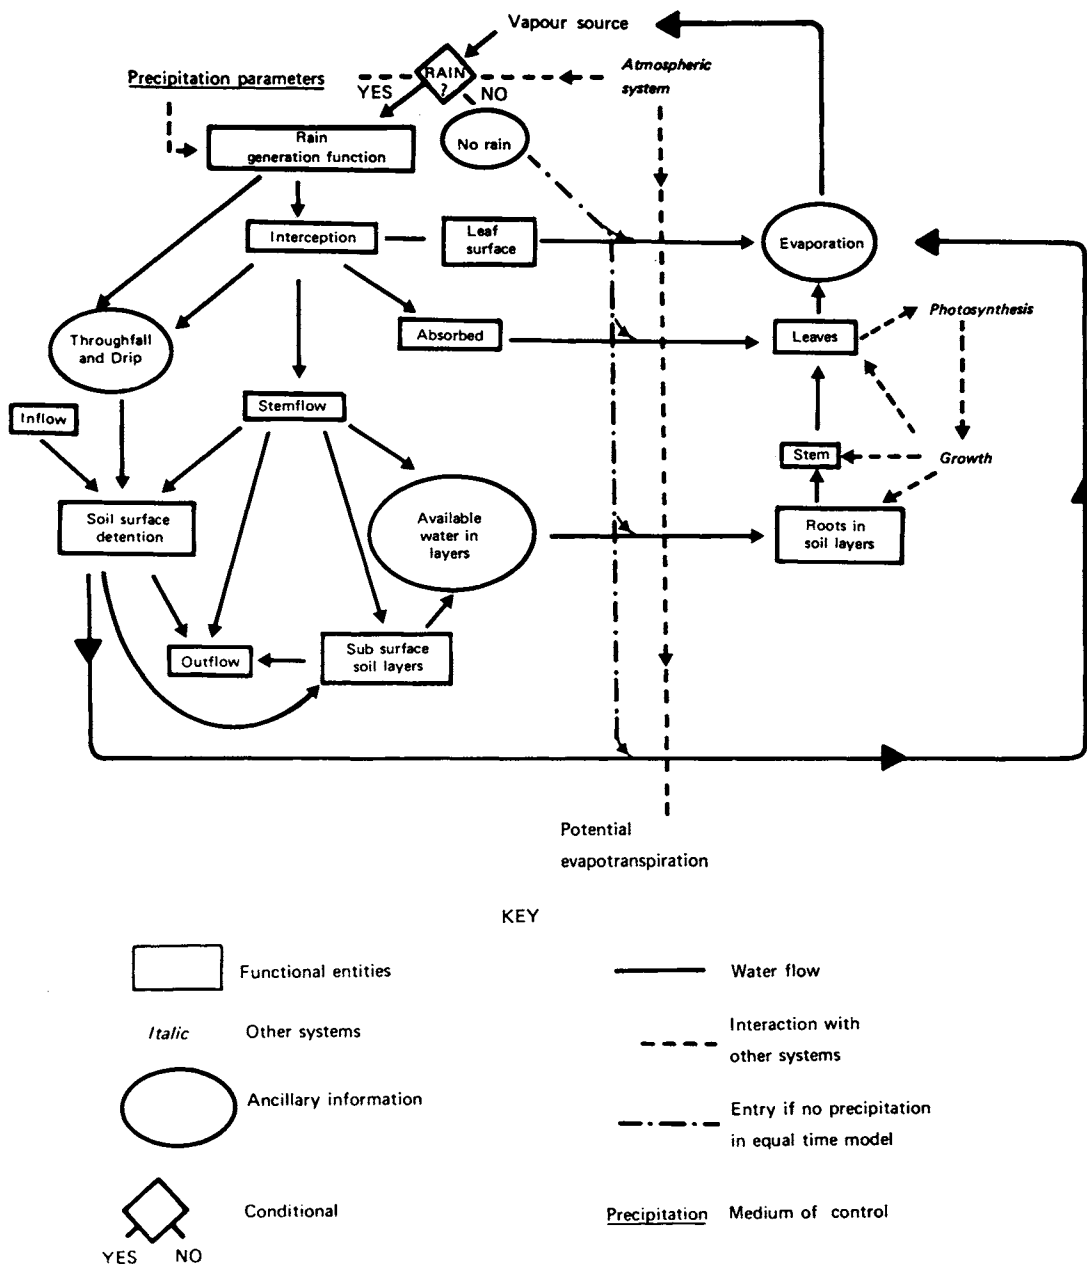 Vapour source
Precipitation parameters
RAIN
?
YES
NO
Atmospheric
system
Rain
generation function
No rain
Interception
Leaf
surface
Evaporation
Throughfall
and Drip
Absorbed
Leaves
Photosynthesis
Inflow
Stemflow
Stem
Growth
Soil surface
detention
Available
water in
layers
Roots in
soil layers
Outflow
Sub surface
soil layers
Potential
evapotranspiration
KEY
Functional entities
Water flow
Italic
Other systems
Interaction with
other systems
Ancillary information
Entry if no precipitation
in equal time model
Conditional
YES
NO
Precipitation
Medium of control